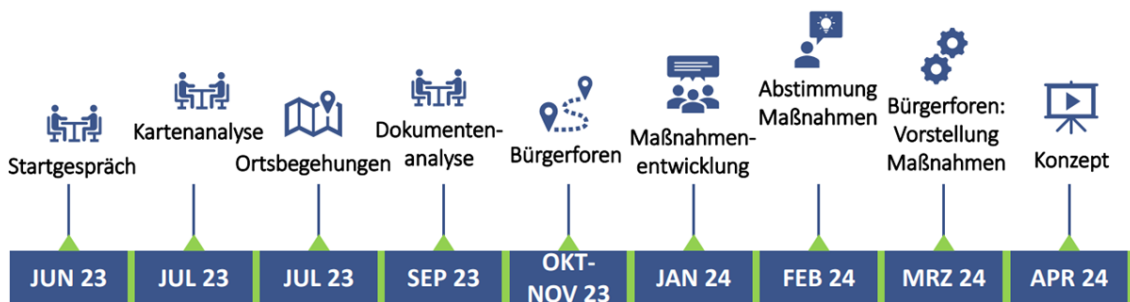 Startgespräch
JUN 23
Kartenanalyse
JUL 23
Ortsbegehungen
JUL 23
Dokumenten-
analyse
SEP 23
Bürgerforen
OKT-
NOV 23
Maßnahmen-
entwicklung
JAN 24
Abstimmung
Maßnahmen
FEB 24
Bürgerforen:
Vorstellung
Maßnahmen
MRZ 24
Konzept
APR 24